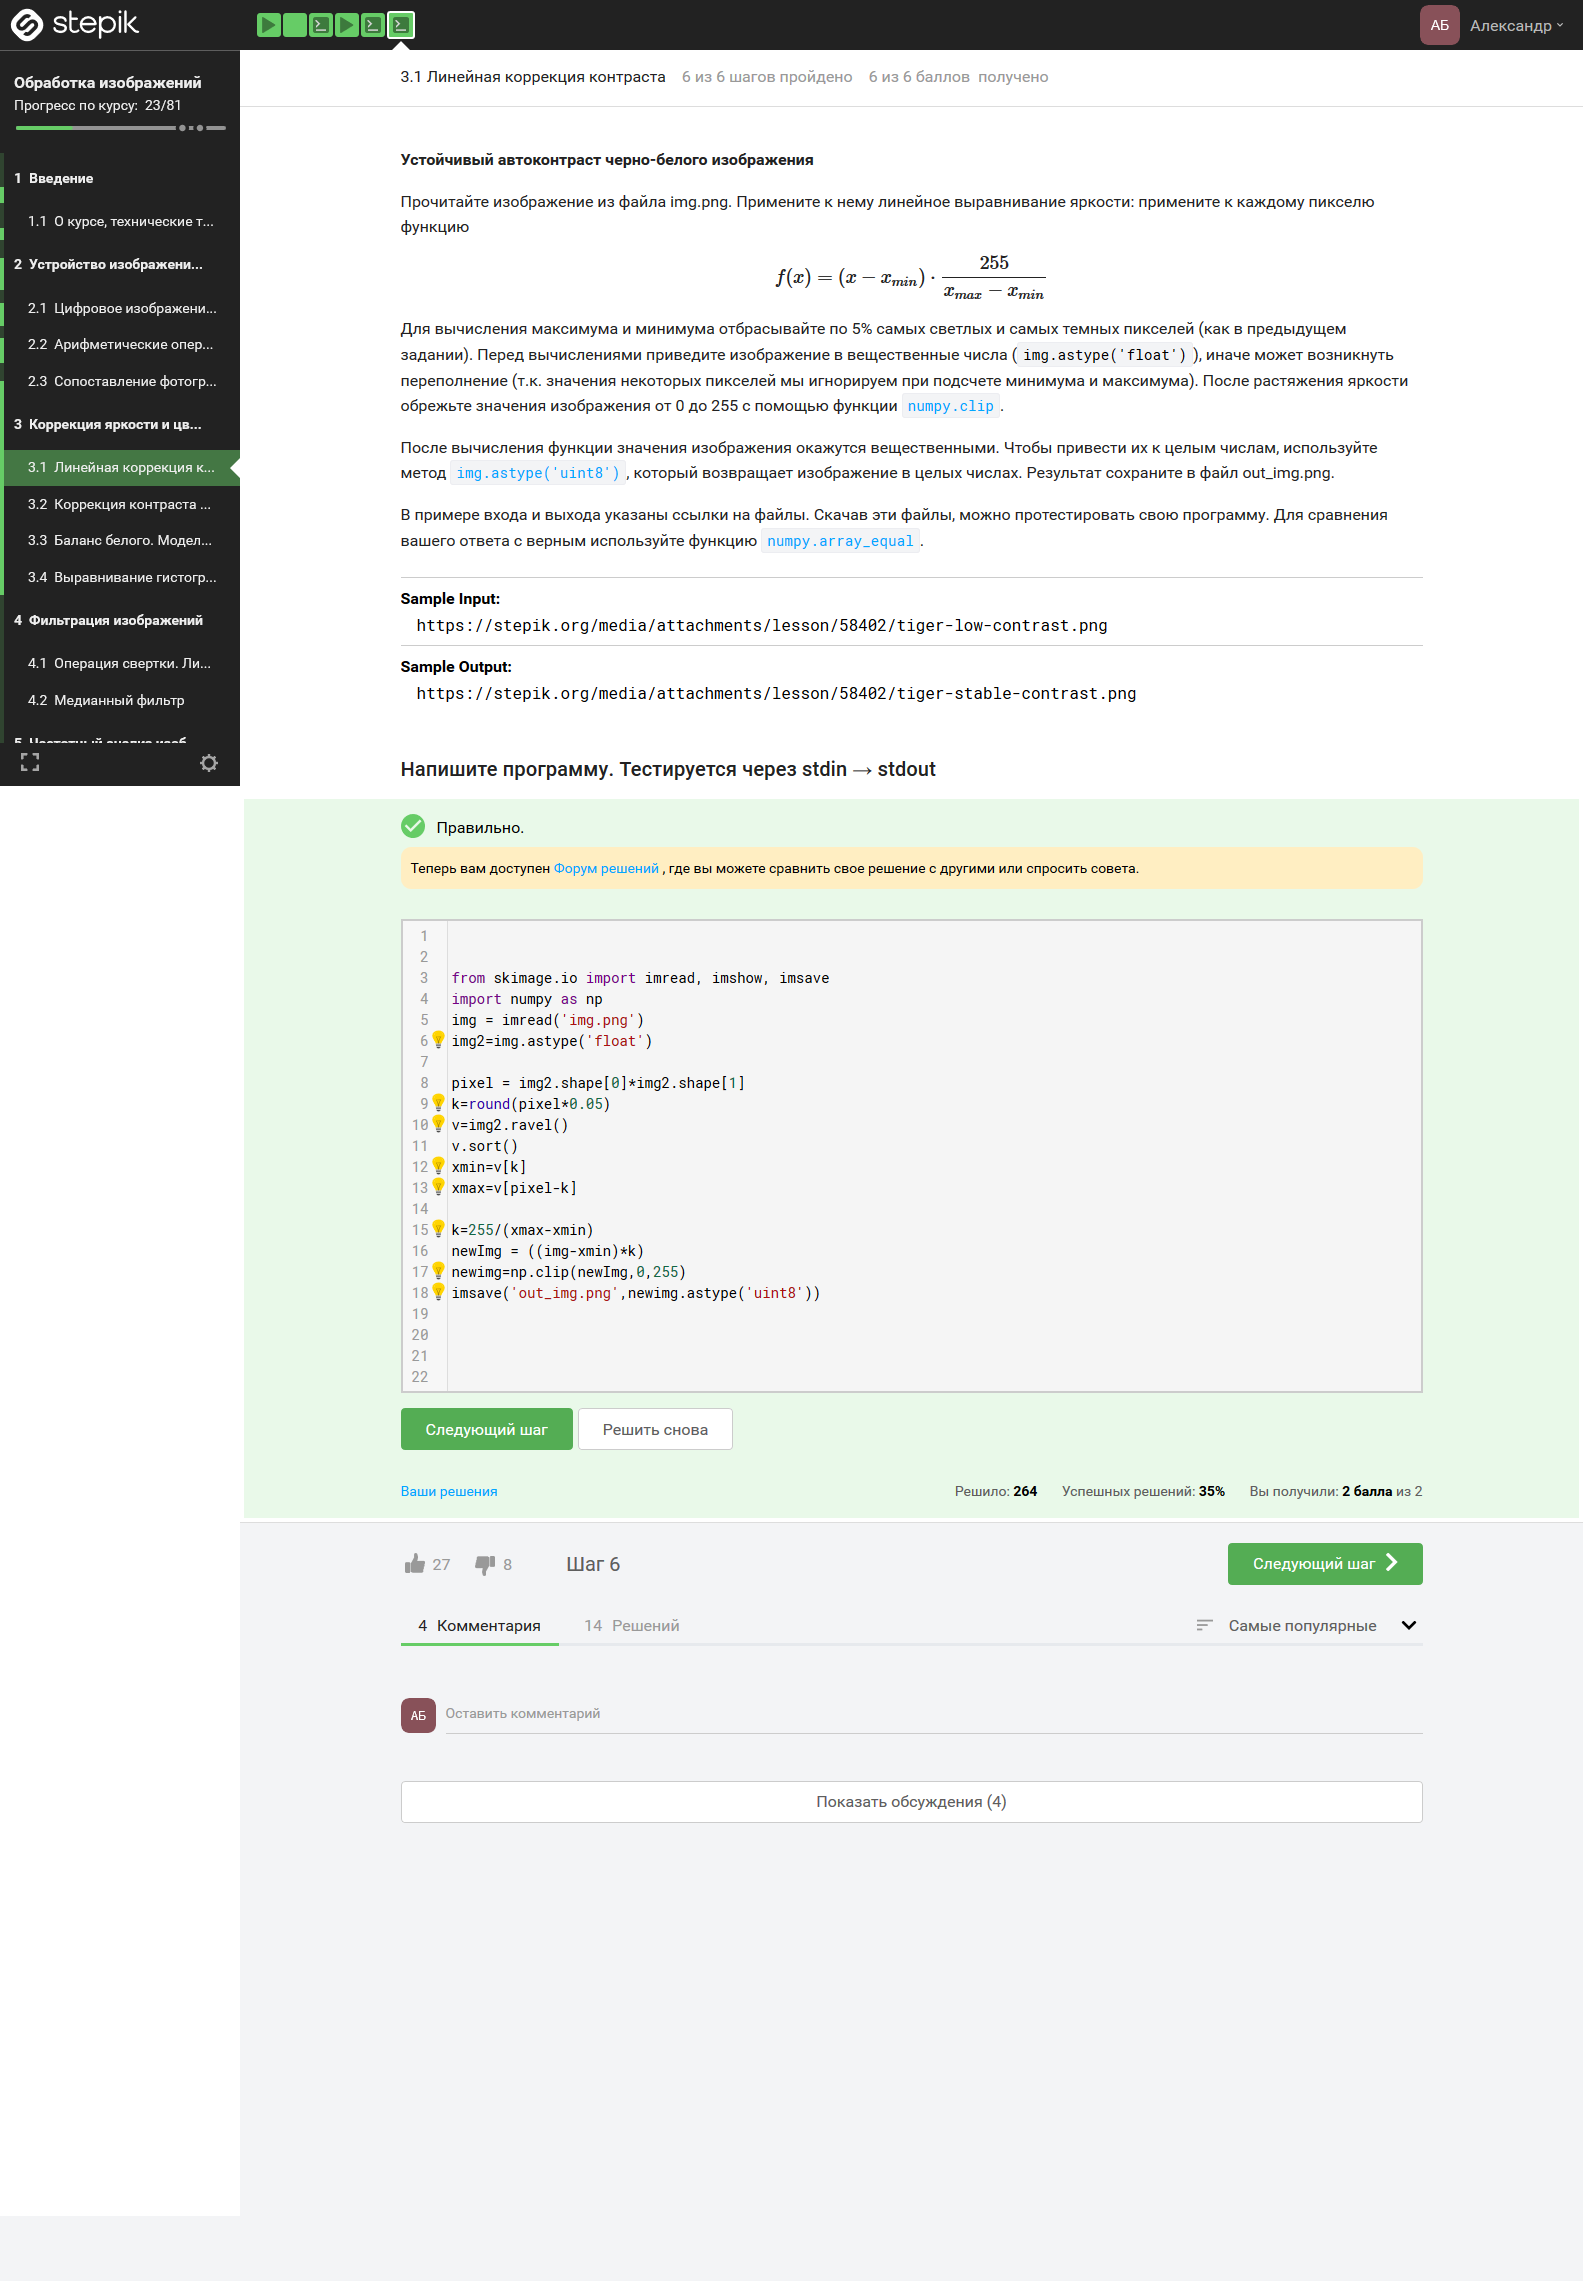 stepik
АБ Александр
Обработка изображений
Прогресс по курсу: 23/81
1 Введение
1.1 О курсе, технические т...
2 Устройство изображени...
2.1 Цифровое изображени...
2.2 Арифметические опер...
2.3 Сопоставление фотогр...
3 Коррекция яркости и цв...
3.1 Линейная коррекция к...
3.2 Коррекция контраста ...
3.3 Баланс белого. Модел...
3.4 Выравнивание гистогр...
4 Фильтрация изображений
4.1 Операция свертки. Ли...
4.2 Медианный фильтр
3.1 Линейная коррекция контраста 6 из 6 шагов пройдено 6 из 6 баллов получено
Устойчивый автоконтраст черно-белого изображения
Прочитайте изображение из файла img.png. Примените к нему линейное выравнивание яркости: примените к каждому пикселю
функцию
f(x) = (x − xmin) · 255 / (xmax − xmin)
Для вычисления максимума и минимума отбрасывайте по 5% самых светлых и самых темных пикселей (как в предыдущем
задании). Перед вычислениями приведите изображение в вещественные числа ( img.astype('float') ), иначе может возникнуть
переполнение (т.к. значения некоторых пикселей мы игнорируем при подсчете минимума и максимума). После растяжения яркости
обрежьте значения изображения от 0 до 255 с помощью функции numpy.clip .
После вычисления функции значения изображения окажутся вещественными. Чтобы привести их к целым числам, используйте
метод img.astype('uint8') , который возвращает изображение в целых числах. Результат сохраните в файл out_img.png.
В примере входа и выхода указаны ссылки на файлы. Скачав эти файлы, можно протестировать свою программу. Для сравнения
вашего ответа с верным используйте функцию numpy.array_equal .
Sample Input:
https://stepik.org/media/attachments/lesson/58402/tiger-low-contrast.png
Sample Output:
https://stepik.org/media/attachments/lesson/58402/tiger-stable-contrast.png
Напишите программу. Тестируется через stdin → stdout
Правильно.
Теперь вам доступен Форум решений , где вы можете сравнить свое решение с другими или спросить совета.
1
2
3 from skimage.io import imread, imshow, imsave
4 import numpy as np
5 img = imread('img.png')
6 img2=img.astype('float')
7
8 pixel = img2.shape[0]*img2.shape[1]
9 k=round(pixel*0.05)
10 v=img2.ravel()
11 v.sort()
12 xmin=v[k]
13 xmax=v[pixel-k]
14
15 k=255/(xmax-xmin)
16 newImg = ((img-xmin)*k)
17 newimg=np.clip(newImg,0,255)
18 imsave('out_img.png',newimg.astype('uint8'))
19
20
21
22
Следующий шаг Решить снова
Ваши решения Решило: 264 Успешных решений: 35% Вы получили: 2 балла из 2
27 8 Шаг 6 Следующий шаг
4 Комментария 14 Решений Самые популярные
АБ Оставить комментарий
Показать обсуждения (4)